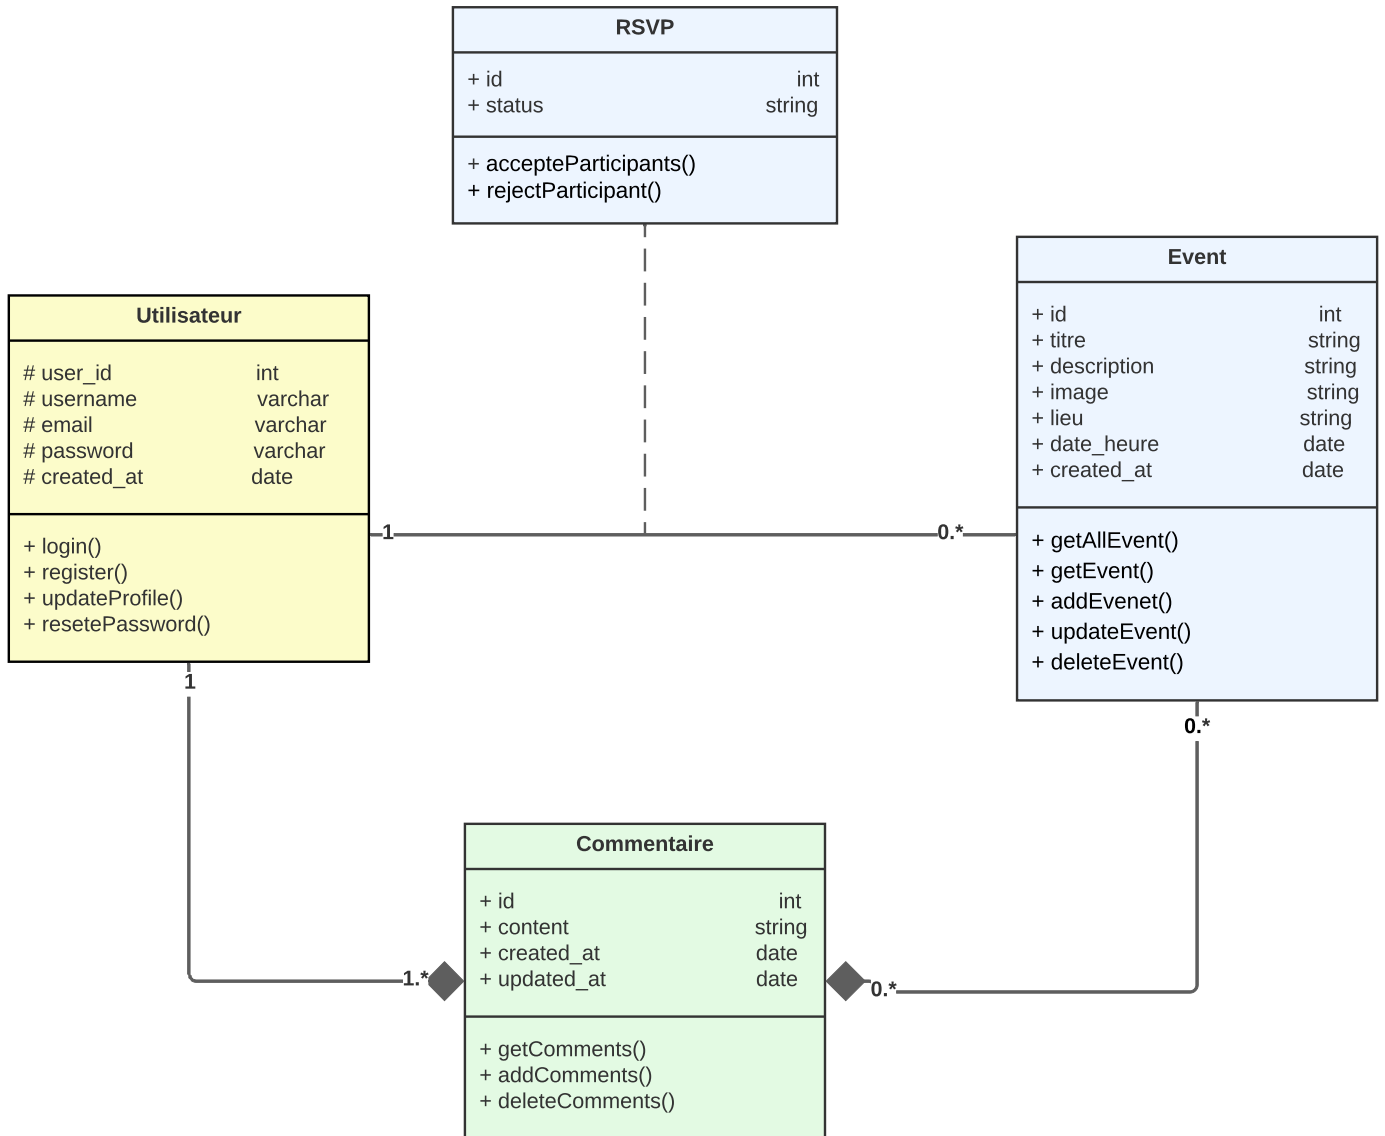 RSVP
+ id int
+ status string
+ accepteParticipants()
+ rejectParticipant()
Event
+ id int
+ titre string
+ description string
+ image string
+ lieu string
+ date_heure date
+ created_at date
+ getAllEvent()
+ getEvent()
+ addEvenet()
+ updateEvent()
+ deleteEvent()
Utilisateur
# user_id int
# username varchar
# email varchar
# password varchar
# created_at date
+ login()
+ register()
+ updateProfile()
+ resetePassword()
1
0.*
1
0.*
Commentaire
+ id int
+ content string
+ created_at date
+ updated_at date
+ getComments()
+ addComments()
+ deleteComments()
1.*
0.*